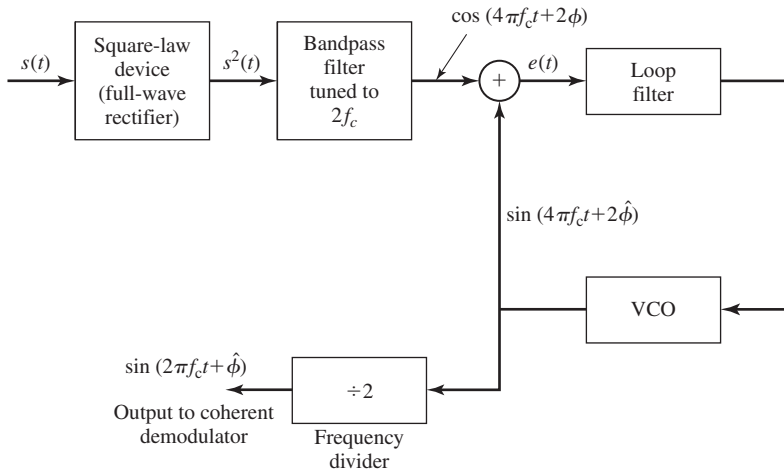 cos (4πf_ct+2ϕ)
s(t)
Square-law
device
(full-wave
rectifier)
s²(t)
Bandpass
filter
tuned to
2f_c
+
e(t)
Loop
filter
sin (4πf_ct+2ϕ̂)
VCO
sin (2πf_ct+ϕ̂)
Output to coherent
demodulator
÷2
Frequency
divider